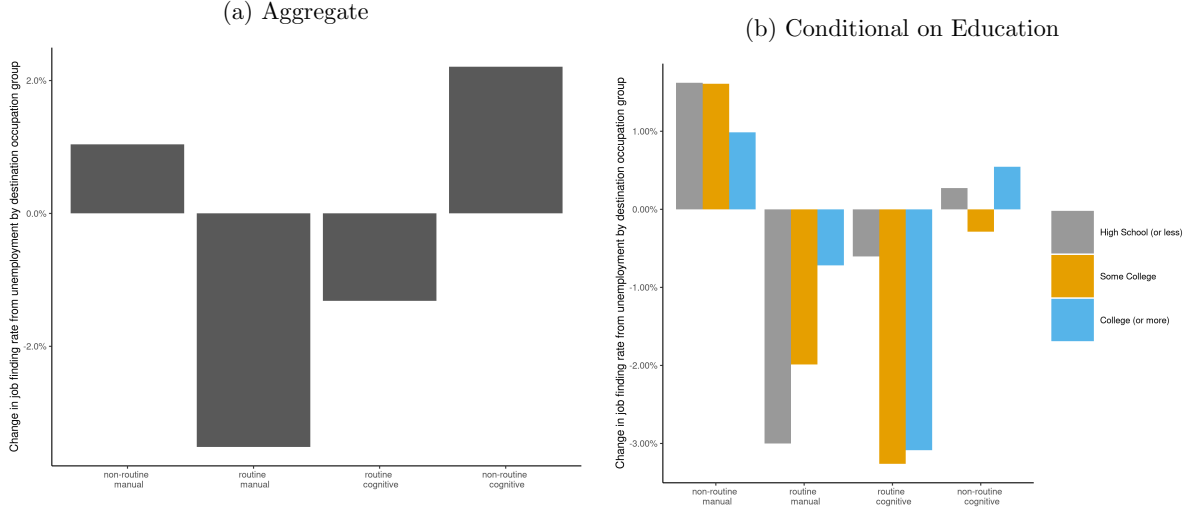 (a) Aggregate
Change in job finding rate from unemployment by destination occupation group
2.0%
0.0%
-2.0%
non-routine
manual
routine
manual
routine
cognitive
non-routine
cognitive
(b) Conditional on Education
Change in job finding rate from unemployment by destination occupation group
1.00%
0.00%
-1.00%
-2.00%
-3.00%
non-routine
manual
routine
manual
routine
cognitive
non-routine
cognitive
High School (or less)
Some College
College (or more)